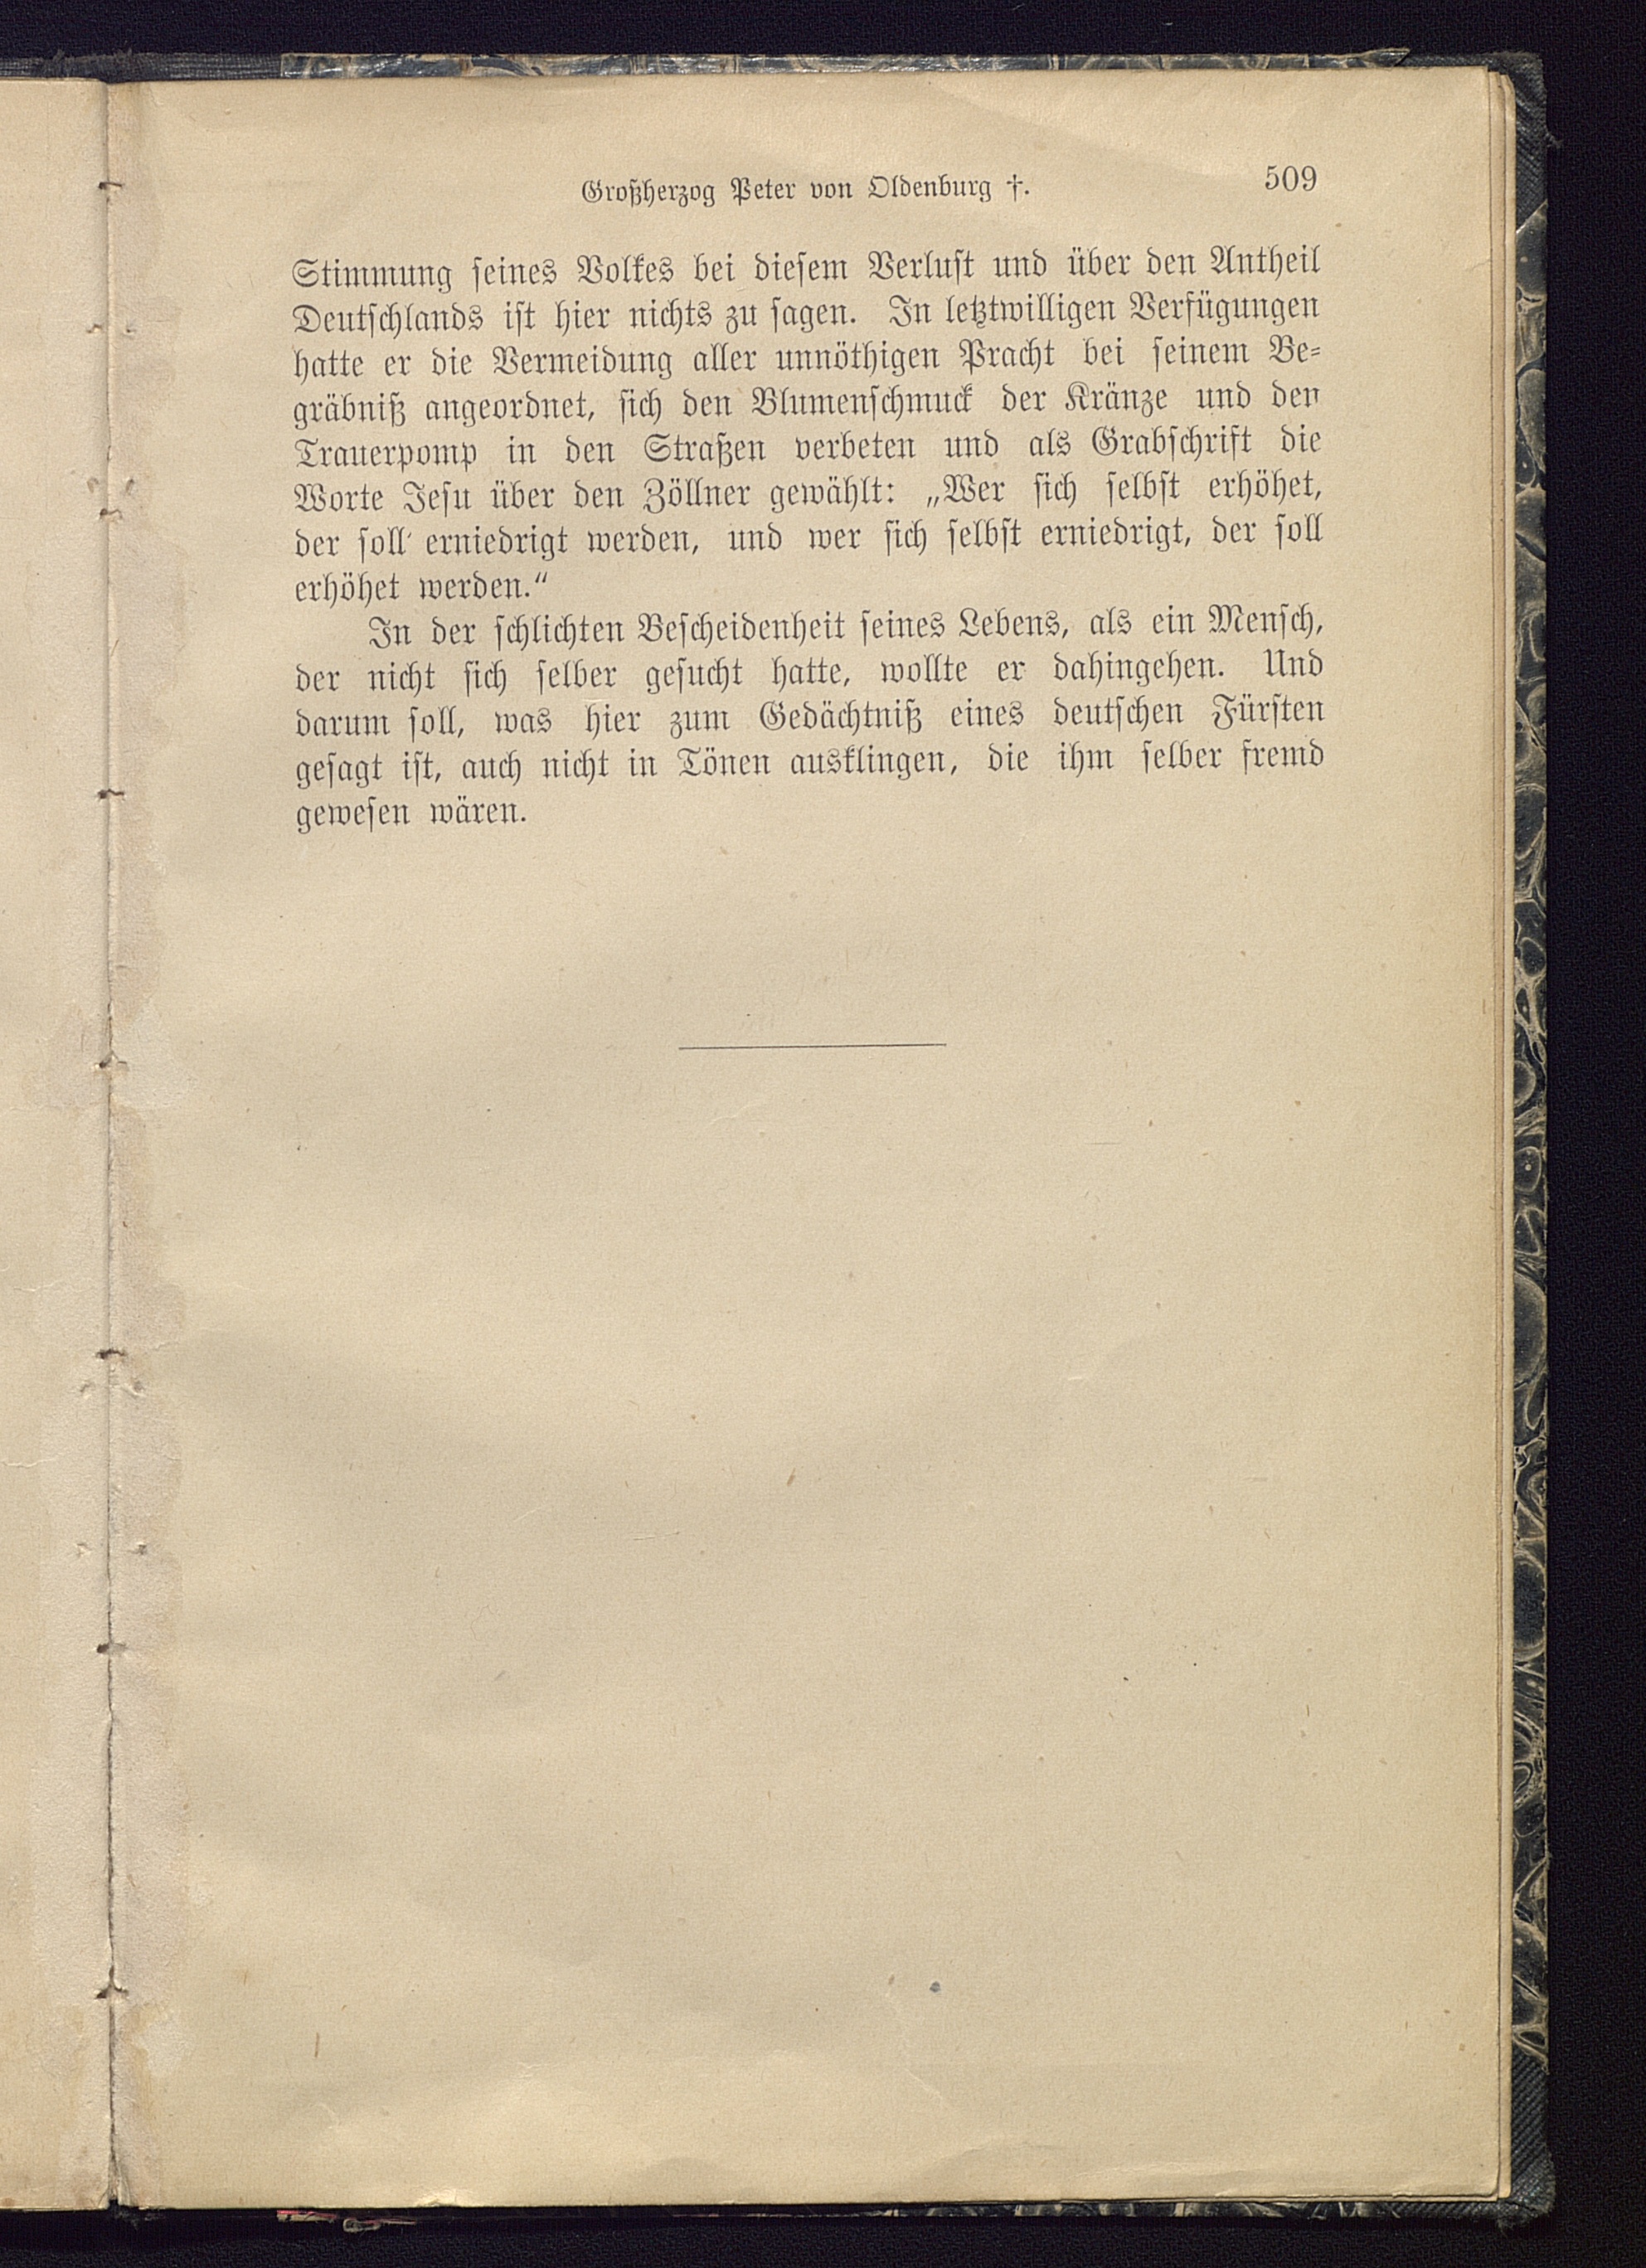 Großherzog Peter von Oldenburg †. 509
Stimmung seines Volkes bei diesem Verlust und über den Antheil
Deutschlands ist hier nichts zu sagen. In letztwilligen Verfügungen
hatte er die Vermeidung aller unnöthigen Pracht bei seinem Be-
gräbniß angeordnet, sich den Blumenschmuck der Kränze und den
Trauerpomp in den Straßen verbeten und als Grabschrift die
Worte Jesu über den Zöllner gewählt: „Wer sich selbst erhöhet,
der soll erniedrigt werden, und wer sich selbst erniedrigt, der soll
erhöhet werden.“
In der schlichten Bescheidenheit seines Lebens, als ein Mensch,
der nicht sich selber gesucht hatte, wollte er dahingehen. Und
darum soll, was hier zum Gedächtniß eines deutschen Fürsten
gesagt ist, auch nicht in Tönen ausklingen, die ihm selber fremd
gewesen wären.